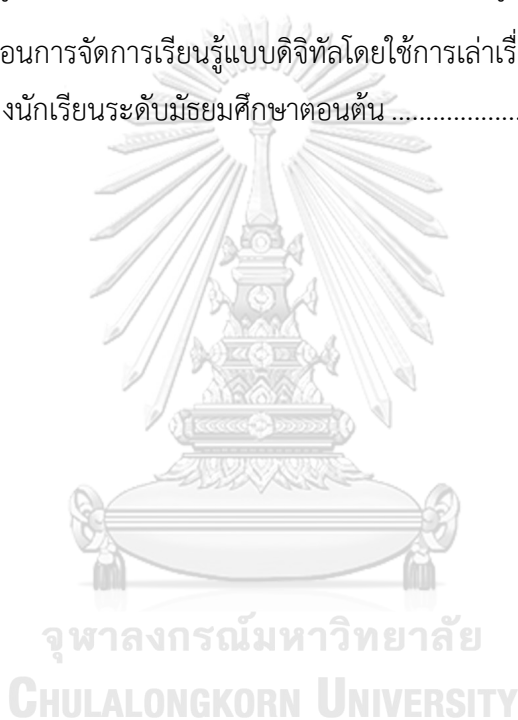 อนการจัดการเรียนรู้แบบดิจิทัลโดยใช้การเล่าเรื่
งนักเรียนระดับมัธยมศึกษาตอนต้น ...................
จุฬาลงกรณ์มหาวิทยาลัย
CHULALONGKORN UNIVERSITY